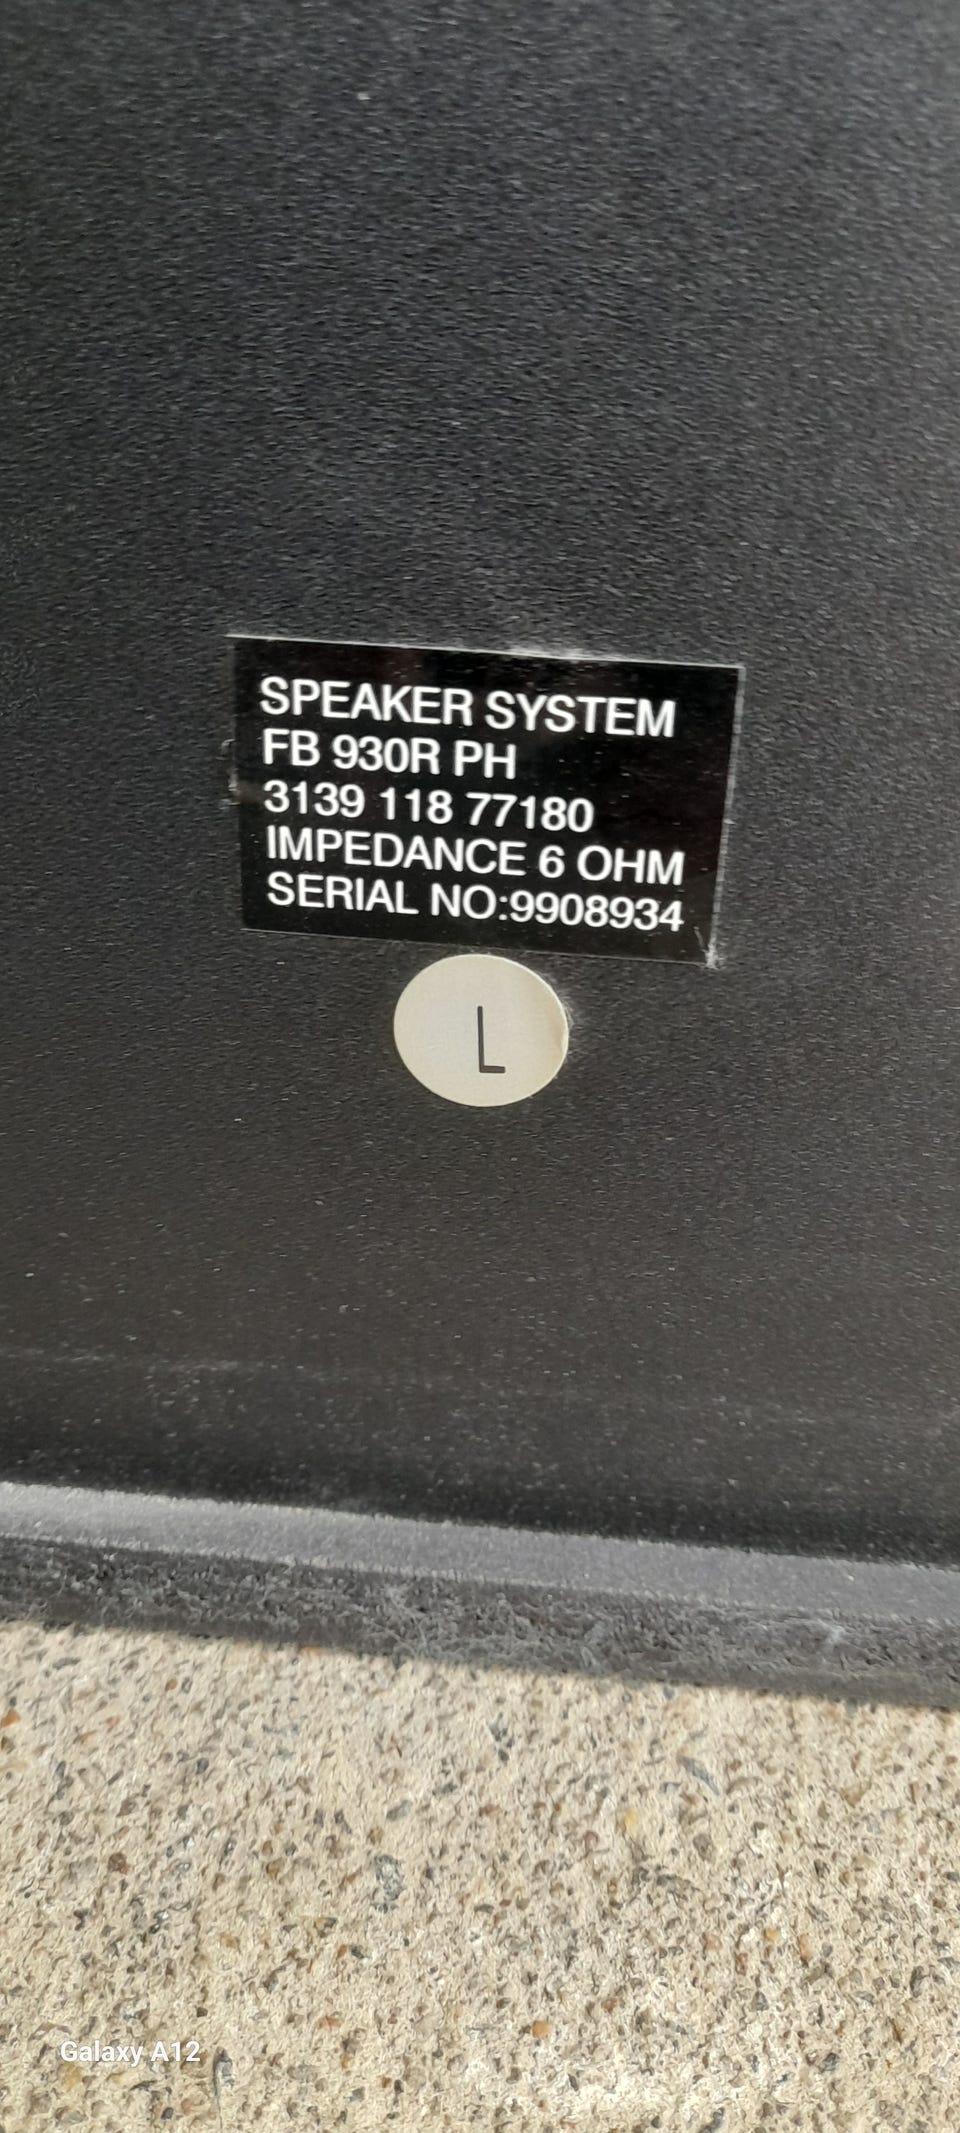 SPEAKER SYSTEM
FB 930R PH
3139 118 77180
IMPEDANCE 6 OHM
SERIAL NO:9908934
L
Galaxy A12